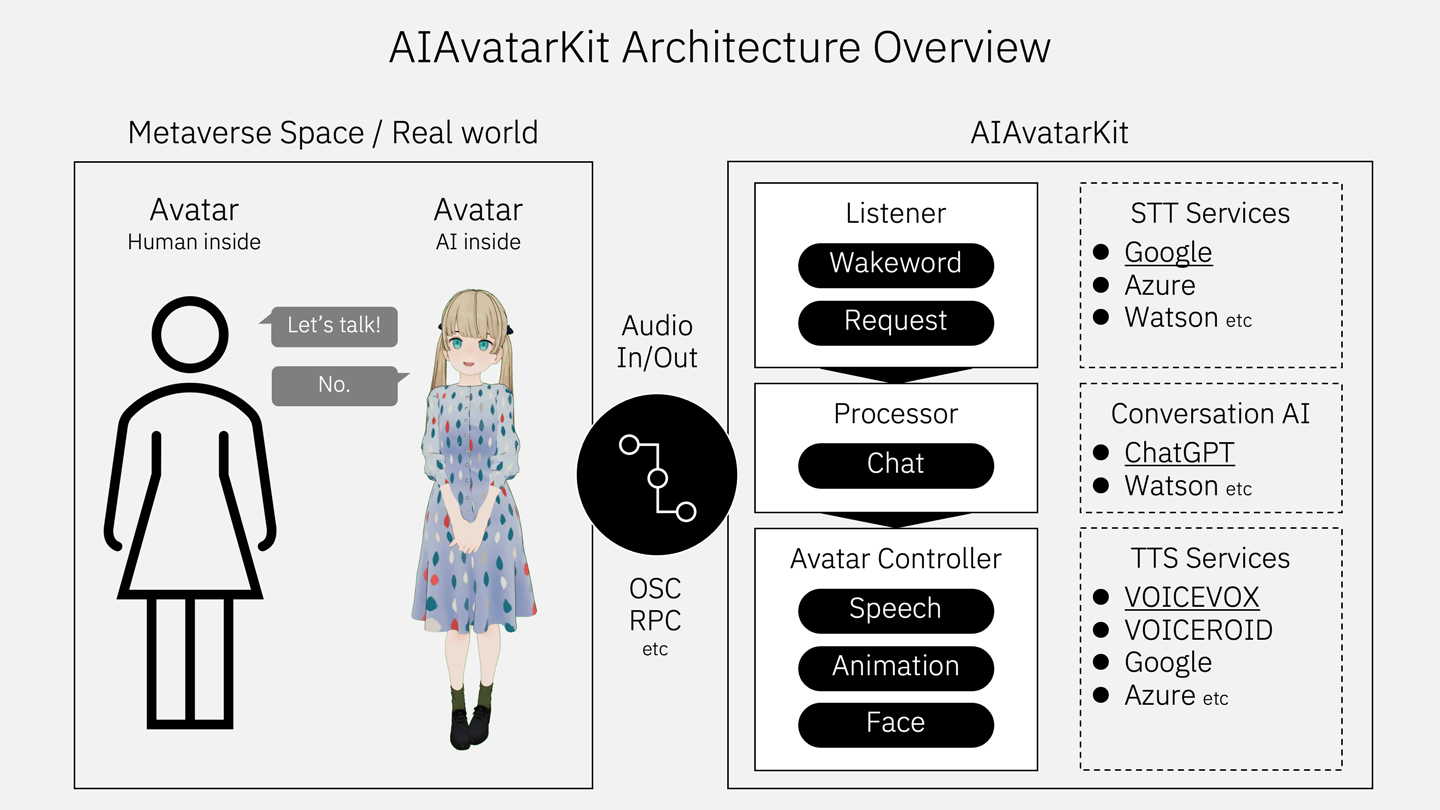 AIAvatarKit Architecture Overview
Metaverse Space / Real world
Avatar
Human inside
Avatar
AI inside
Let’s talk!
No.
Audio
In/Out
OSC
RPC
etc
AIAvatarKit
Listener
Wakeword
Request
Processor
Chat
Avatar Controller
Speech
Animation
Face
STT Services
● Google
● Azure
● Watson etc
Conversation AI
● ChatGPT
● Watson etc
TTS Services
● VOICEVOX
● VOICEROID
● Google
● Azure etc